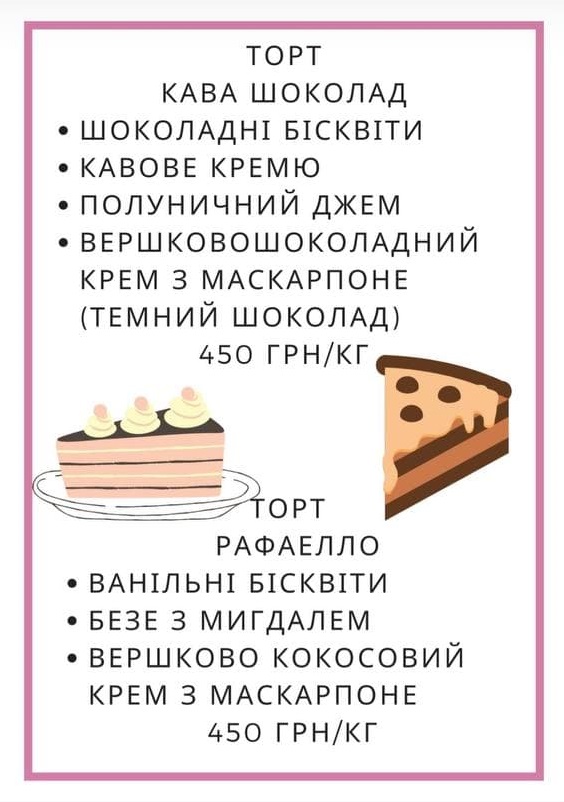 ТОРТ
КАВА ШОКОЛАД
• ШОКОЛАДНІ БІСКВІТИ
• КАВОВЕ КРЕМЮ
• ПОЛУНИЧНИЙ ДЖЕМ
• ВЕРШКОВОШОКОЛАДНИЙ
КРЕМ З МАСКАРПОНЕ
(ТЕМНИЙ ШОКОЛАД)
450 ГРН/КГ
ТОРТ
РАФАЕЛЛО
• ВАНІЛЬНІ БІСКВІТИ
• БЕЗЕ З МИГДАЛЕМ
• ВЕРШКОВО КОКОСОВИЙ
КРЕМ З МАСКАРПОНЕ
450 ГРН/КГ